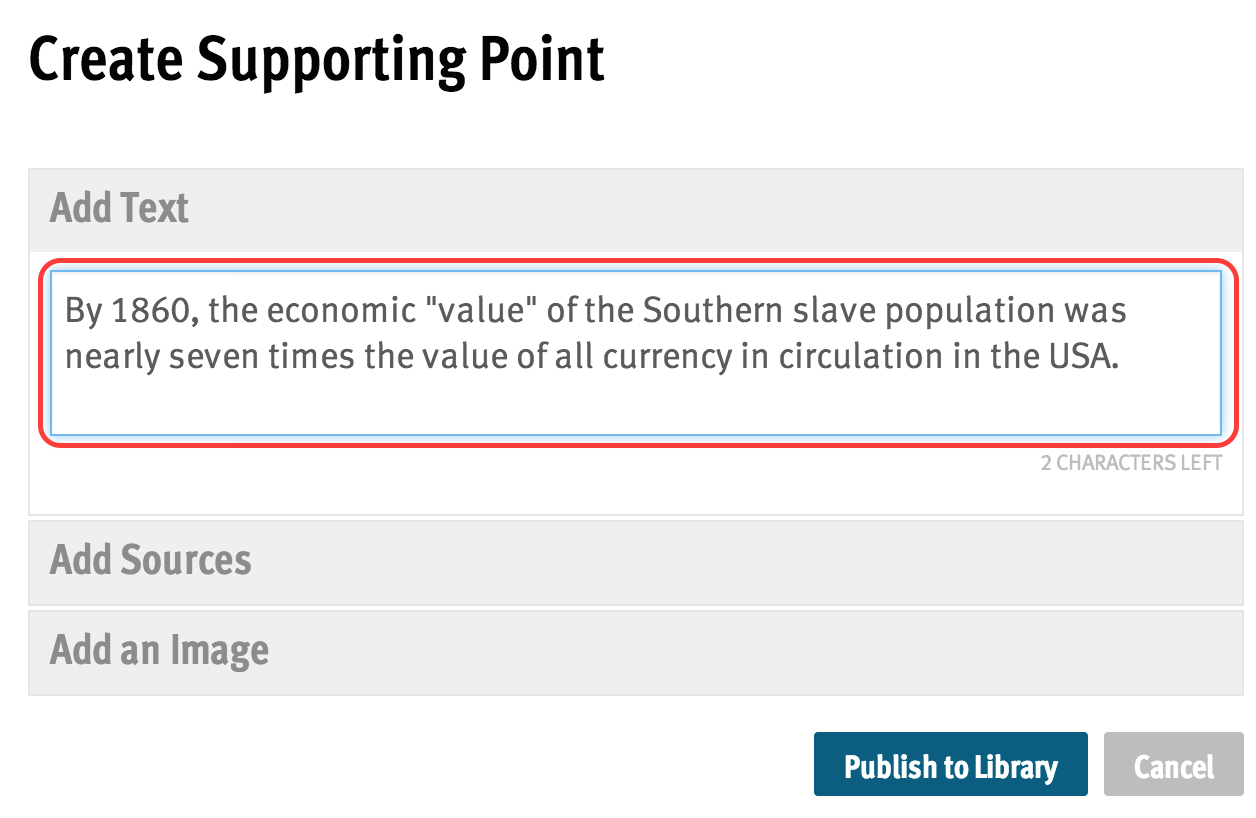 Create Supporting Point
Add Text
By 1860, the economic "value" of the Southern slave population was
nearly seven times the value of all currency in circulation in the USA.
2 CHARACTERS LEFT
Add Sources
Add an Image
Publish to Library
Cancel